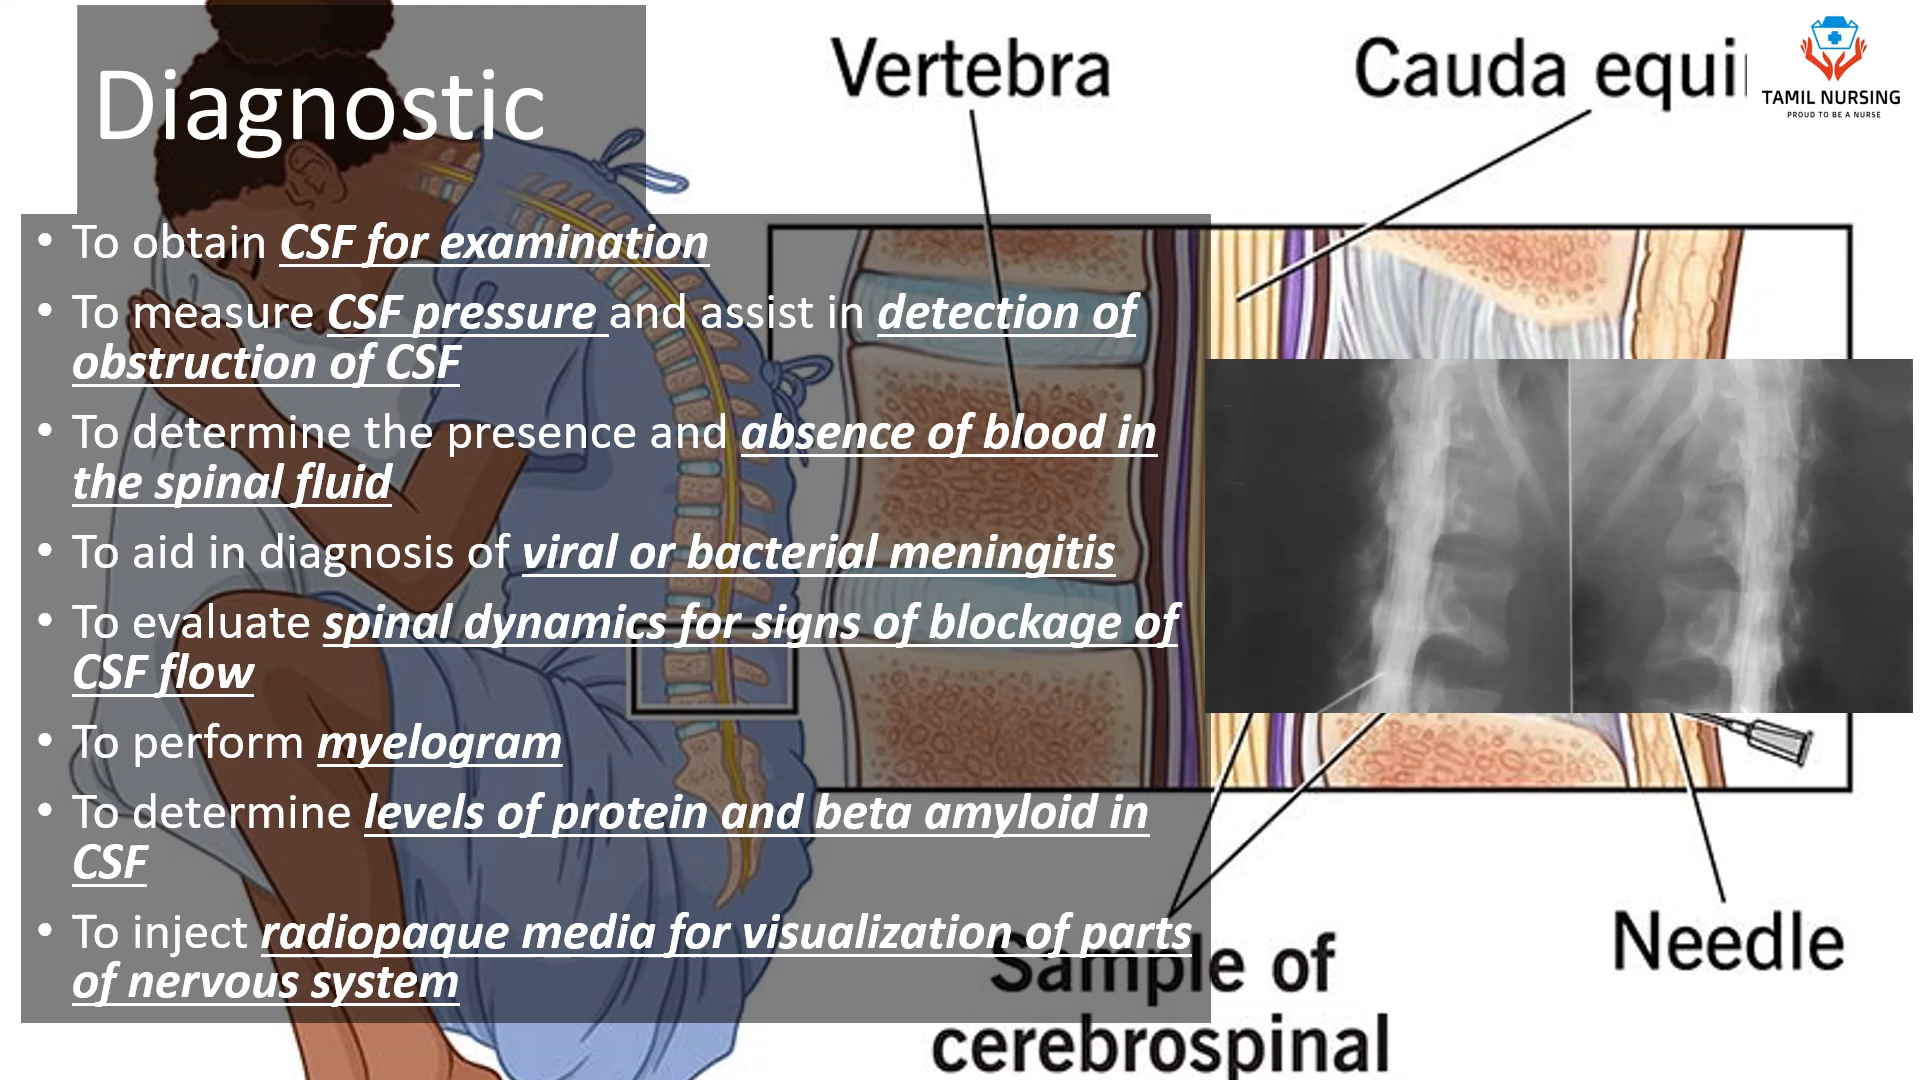 Diagnostic
Vertebra
Cauda equi
TAMIL NURSING
PROUD TO BE A NURSE
• To obtain CSF for examination
• To measure CSF pressure and assist in detection of
obstruction of CSF
• To determine the presence and absence of blood in
the spinal fluid
• To aid in diagnosis of viral or bacterial meningitis
• To evaluate spinal dynamics for signs of blockage of
CSF flow
• To perform myelogram
• To determine levels of protein and beta amyloid in
CSF
• To inject radiopaque media for visualization of parts
of nervous system
Needle
Sample of
cerebrospinal